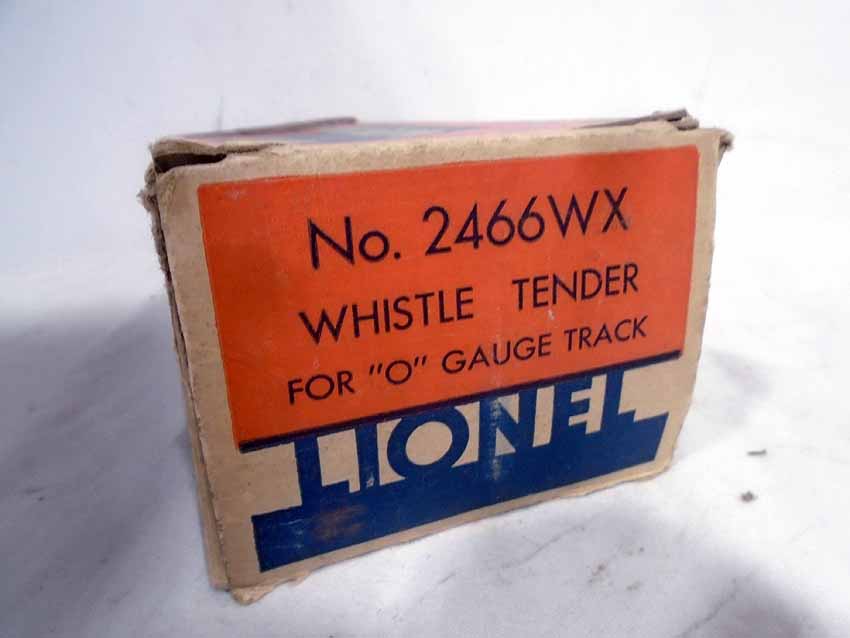 No. 2466WX
WHISTLE TENDER
FOR "O" GAUGE TRACK
LIONEL